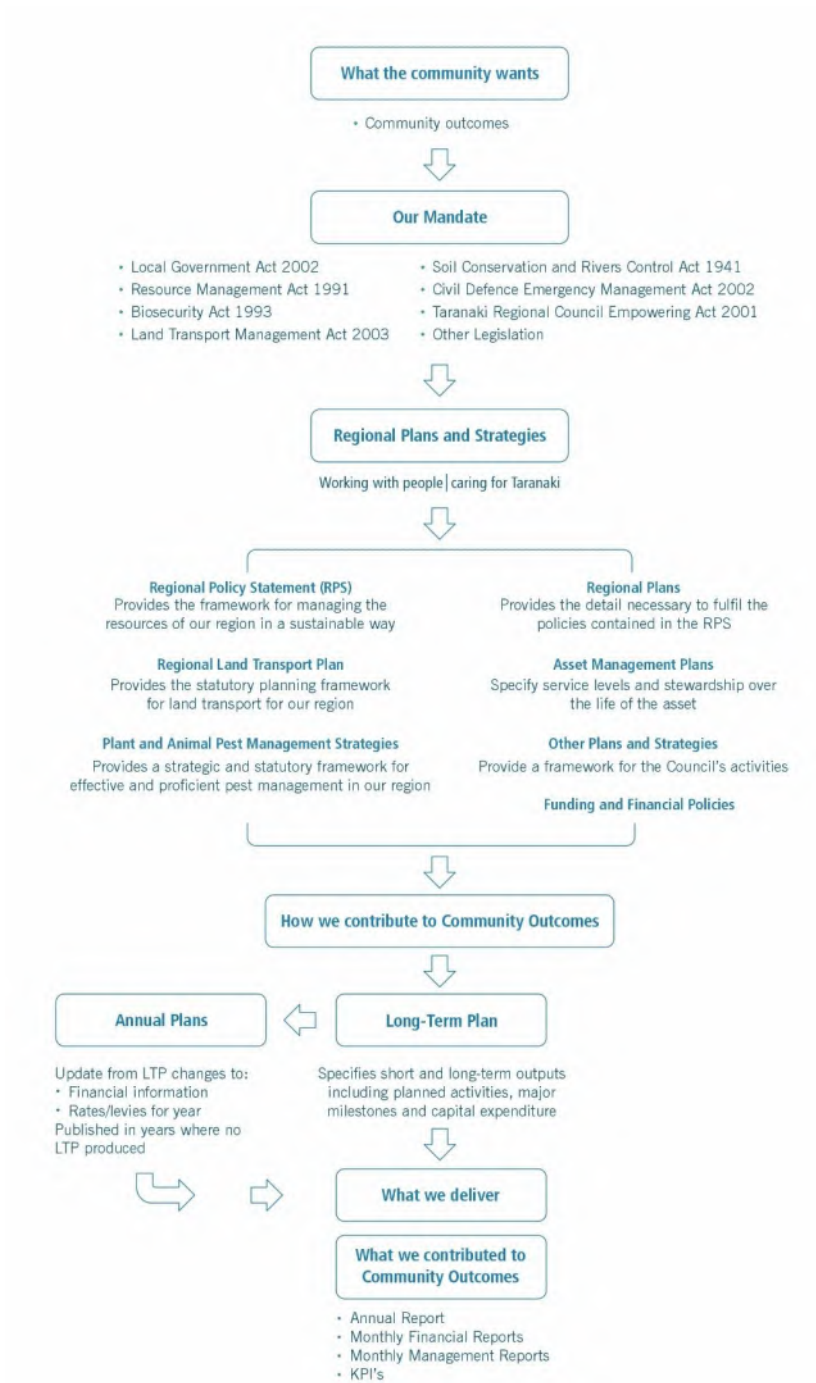 What the community wants
• Community outcomes
Our Mandate
• Local Government Act 2002
• Resource Management Act 1991
• Biosecurity Act 1993
• Land Transport Management Act 2003
• Soil Conservation and Rivers Control Act 1941
• Civil Defence Emergency Management Act 2002
• Taranaki Regional Council Empowering Act 2001
• Other Legislation
Regional Plans and Strategies
Working with people | caring for Taranaki
Regional Policy Statement (RPS)
Provides the framework for managing the
resources of our region in a sustainable way
Regional Land Transport Plan
Provides the statutory planning framework
for land transport for our region
Plant and Animal Pest Management Strategies
Provides a strategic and statutory framework for
effective and proficient pest management in our region
Regional Plans
Provides the detail necessary to fulfil the
policies contained in the RPS
Asset Management Plans
Specify service levels and stewardship over
the life of the asset
Other Plans and Strategies
Provide a framework for the Council's activities
Funding and Financial Policies
How we contribute to Community Outcomes
Annual Plans
Update from LTP changes to:
• Financial information
• Rates/levies for year
Published in years where no
LTP produced
Long-Term Plan
Specifies short and long-term outputs
including planned activities, major
milestones and capital expenditure
What we deliver
What we contributed to
Community Outcomes
• Annual Report
• Monthly Financial Reports
• Monthly Management Reports
• KPI's